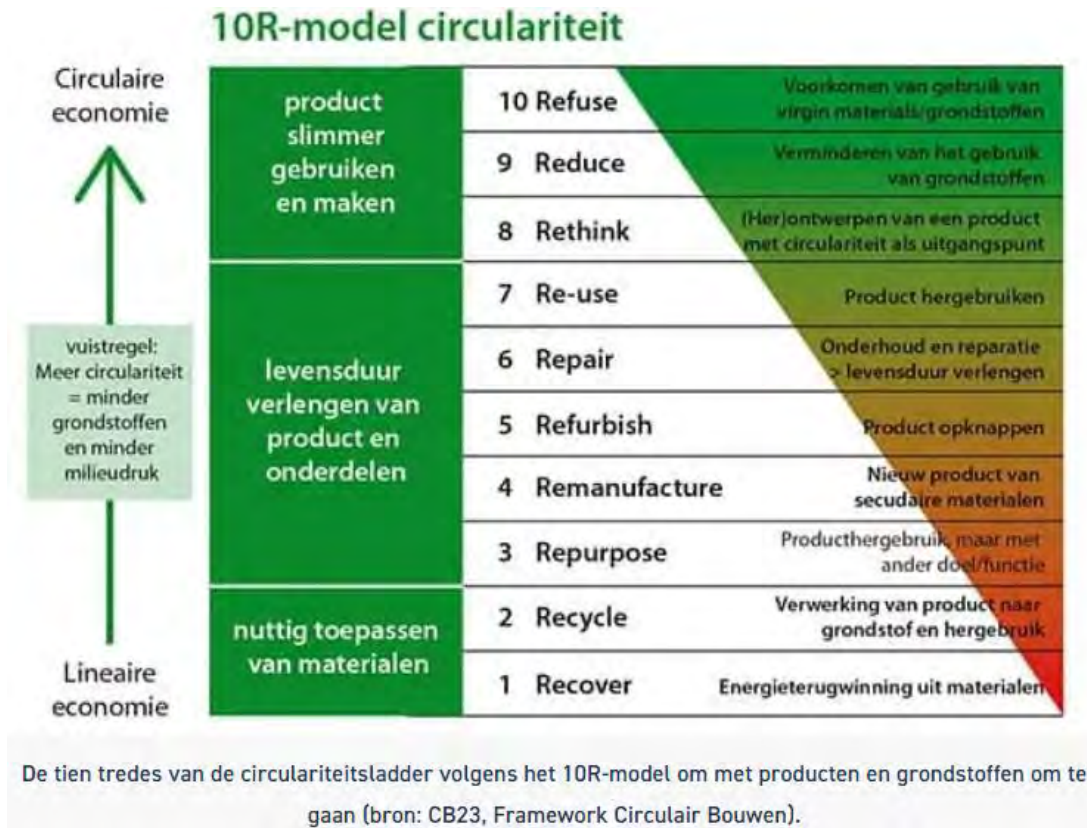 10R-model circulariteit
Circulaire
economie
vuistregel:
Meer circulariteit
= minder
grondstoffen
en minder
milieudruk
Lineaire
economie
product
slimmer
gebruiken
en maken
10 Refuse
Voorkomen van gebruik van
virgin materials/grondstoffen
9 Reduce
Verminderen van het gebruik
van grondstoffen
8 Rethink
(Her)ontwerpen van een product
met circulariteit als uitgangspunt
levensduur
verlengen van
product en
onderdelen
7 Re-use
Product hergebruiken
6 Repair
Onderhoud en reparatie
> levensduur verlengen
5 Refurbish
Product opknappen
4 Remanufacture
Nieuw product van
secudaire materialen
3 Repurpose
Producthergebruik, maar met
ander doel/functie
nuttig toepassen
van materialen
2 Recycle
Verwerking van product naar
grondstof en hergebruik
1 Recover
Energieterugwinning uit materialen
De tien tredes van de circulariteitsladder volgens het 10R-model om met producten en grondstoffen om te
gaan (bron: CB23, Framework Circulair Bouwen).